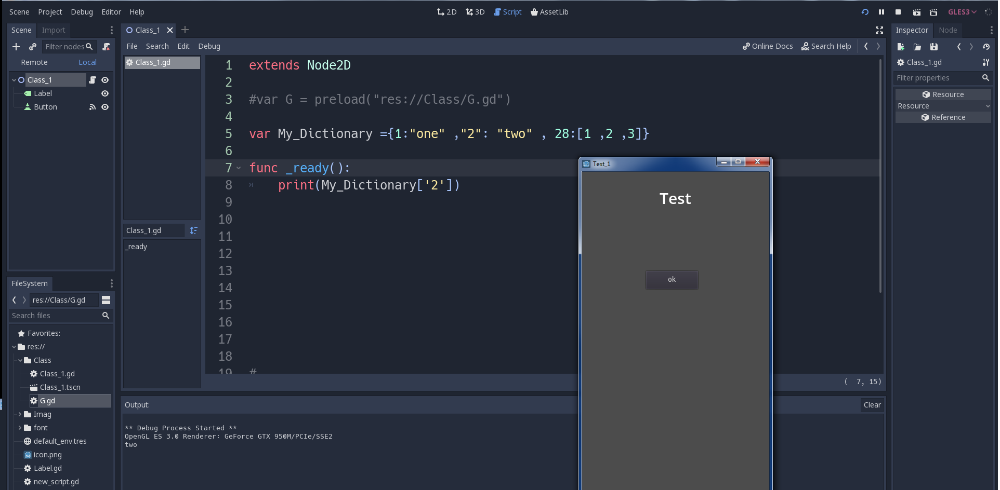 Scene Project Debug Editor Help 2D 3D Script AssetLib GLES3
Scene Import
Filter nodes
Remote Local
Class_1
Label
Button
FileSystem
res://Class/G.gd
Search files
Favorites:
res://
Class
Class_1.gd
Class_1.tscn
G.gd
Imag
font
default_env.tres
icon.png
Label.gd
new_script.gd
Class_1
File Search Edit Debug Online Docs Search Help
Class_1.gd
Class_1.gd
_ready
1 extends Node2D
2
3 #var G = preload("res://Class/G.gd")
4
5 var My_Dictionary ={1:"one" ,"2": "two" , 28:[1 ,2 ,3]}
6
7 func _ready():
8 print(My_Dictionary['2'])
9
10
11
12
13
14
15
16
17
18
19 #
( 7, 15)
Output: Clear
** Debug Process Started **
OpenGL ES 3.0 Renderer: GeForce GTX 950M/PCIe/SSE2
two
Test_1
Test
ok
Inspector Node
Class_1.gd
Filter properties
Resource
Resource
Reference